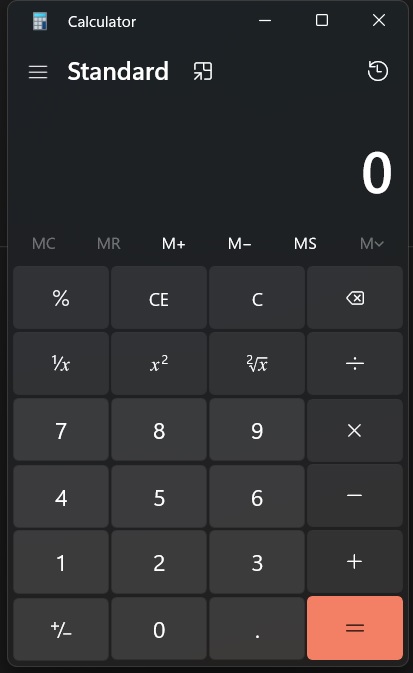 Calculator
Standard
0
MC MR M+ M− MS M
% CE C
¹/x x² ²√x ÷
7 8 9 ×
4 5 6 −
1 2 3 +
+/− 0 . =